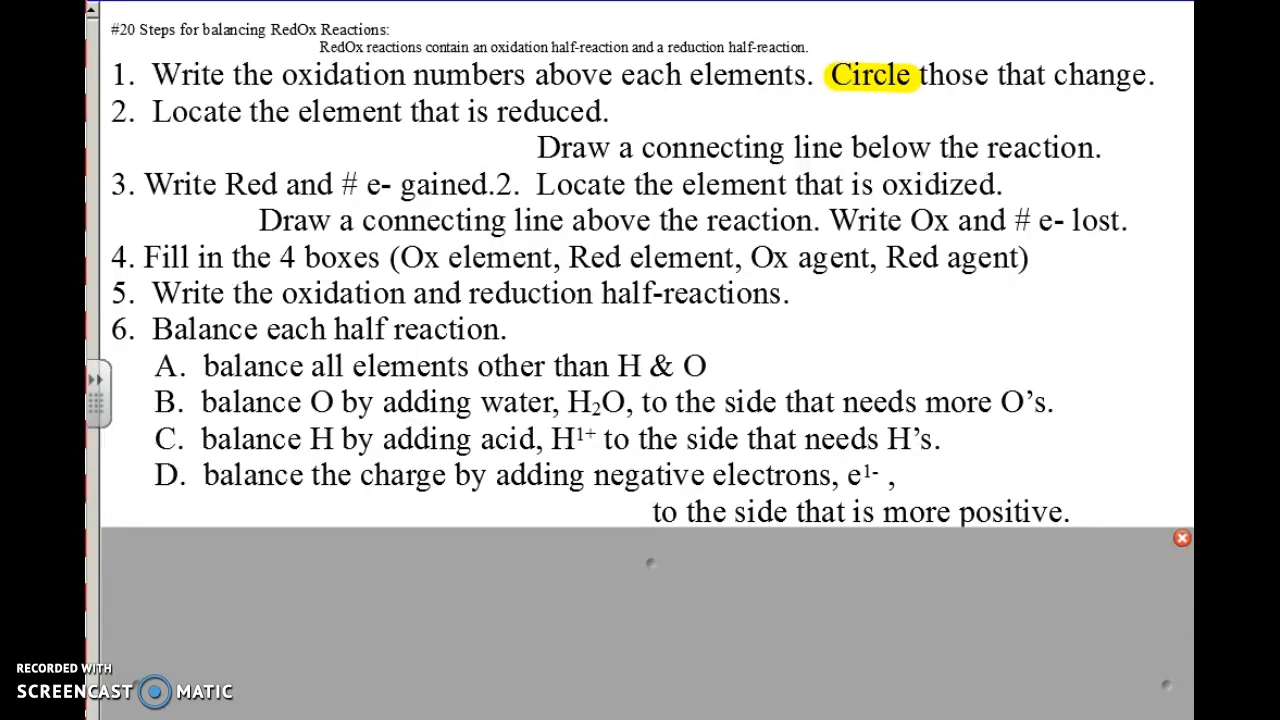 #20 Steps for balancing RedOx Reactions:
RedOx reactions contain an oxidation half-reaction and a reduction half-reaction.
1. Write the oxidation numbers above each elements. Circle those that change.
2. Locate the element that is reduced.
Draw a connecting line below the reaction.
3. Write Red and # e- gained.2. Locate the element that is oxidized.
Draw a connecting line above the reaction. Write Ox and # e- lost.
4. Fill in the 4 boxes (Ox element, Red element, Ox agent, Red agent)
5. Write the oxidation and reduction half-reactions.
6. Balance each half reaction.
A. balance all elements other than H & O
B. balance O by adding water, H₂O, to the side that needs more O’s.
C. balance H by adding acid, H¹⁺ to the side that needs H’s.
D. balance the charge by adding negative electrons, e¹⁻ ,
to the side that is more positive.
RECORDED WITH
SCREENCAST MATIC